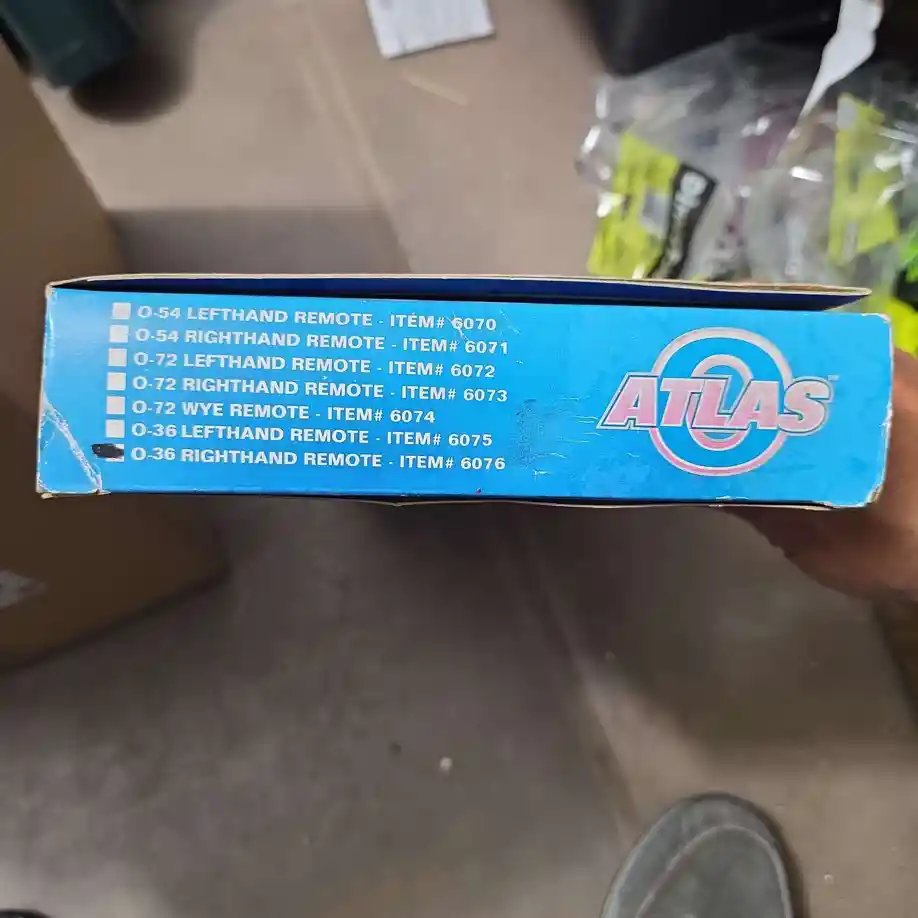 O-54 LEFTHAND REMOTE - ITEM# 6070
O-54 RIGHTHAND REMOTE - ITEM# 6071
O-72 LEFTHAND REMOTE - ITEM# 6072
O-72 RIGHTHAND REMOTE - ITEM# 6073
O-72 WYE REMOTE - ITEM# 6074
O-36 LEFTHAND REMOTE - ITEM# 6075
O-36 RIGHTHAND REMOTE - ITEM# 6076
ATLAS
O